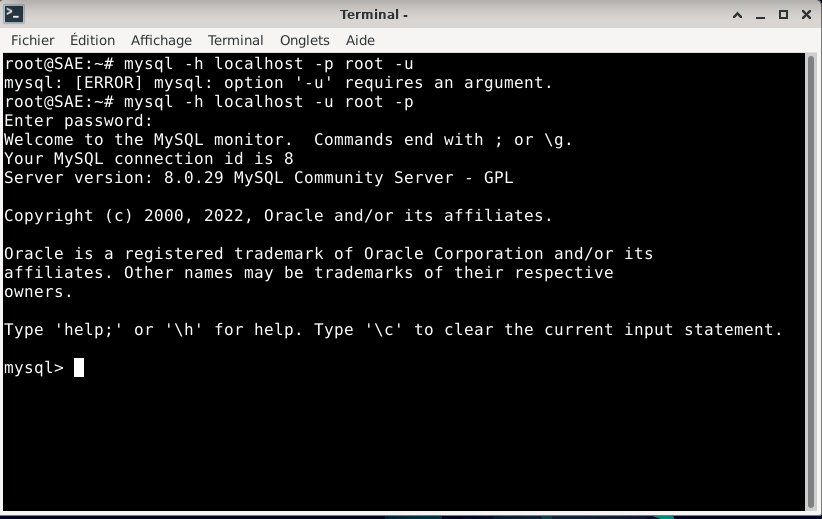 Terminal -
Fichier Édition Affichage Terminal Onglets Aide
root@SAE:~# mysql -h localhost -p root -u
mysql: [ERROR] mysql: option '-u' requires an argument.
root@SAE:~# mysql -h localhost -u root -p
Enter password:
Welcome to the MySQL monitor.  Commands end with ; or \g.
Your MySQL connection id is 8
Server version: 8.0.29 MySQL Community Server - GPL
Copyright (c) 2000, 2022, Oracle and/or its affiliates.
Oracle is a registered trademark of Oracle Corporation and/or its
affiliates. Other names may be trademarks of their respective
owners.
Type 'help;' or '\h' for help. Type '\c' to clear the current input statement.
mysql>